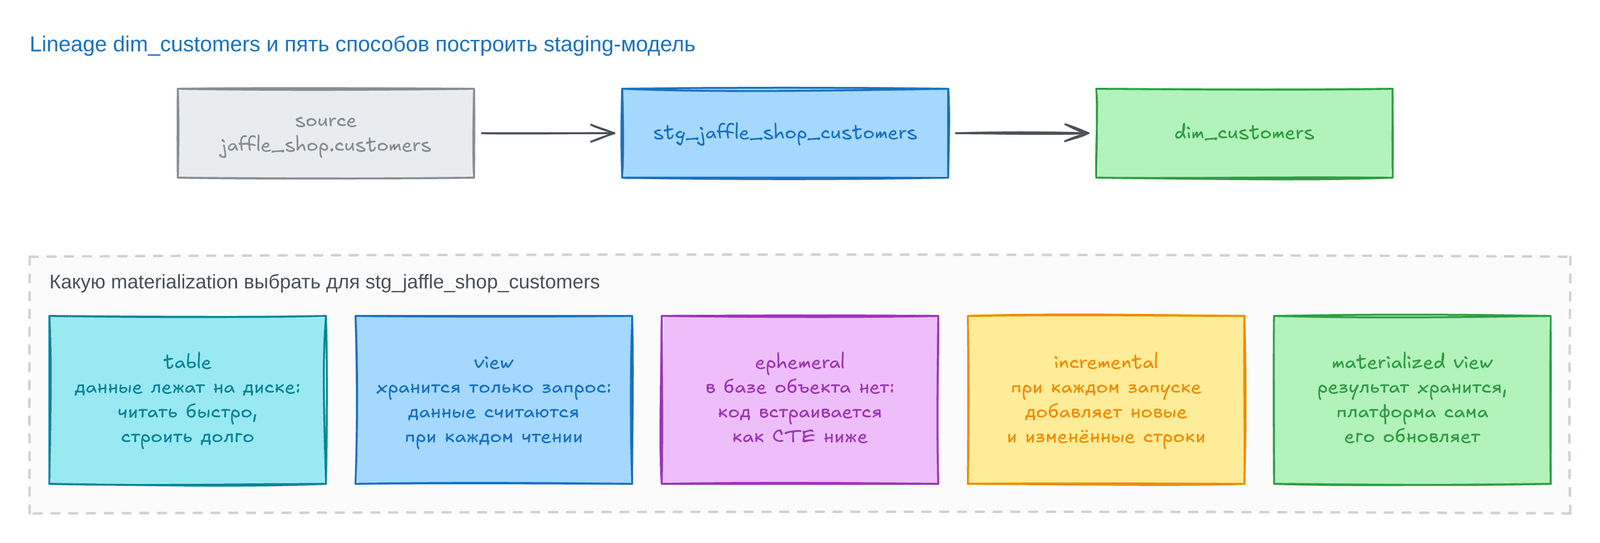 Lineage dim_customers и пять способов построить staging-модель
source
jaffle_shop.customers
stg_jaffle_shop_customers
dim_customers
Какую materialization выбрать для stg_jaffle_shop_customers
table
данные лежат на диске:
читать быстро,
строить долго
view
хранится только запрос:
данные считаются
при каждом чтении
ephemeral
в базе объекта нет:
код встраивается
как CTE ниже
incremental
при каждом запуске
добавляет новые
и изменённые строки
materialized view
результат хранится,
платформа сама
его обновляет